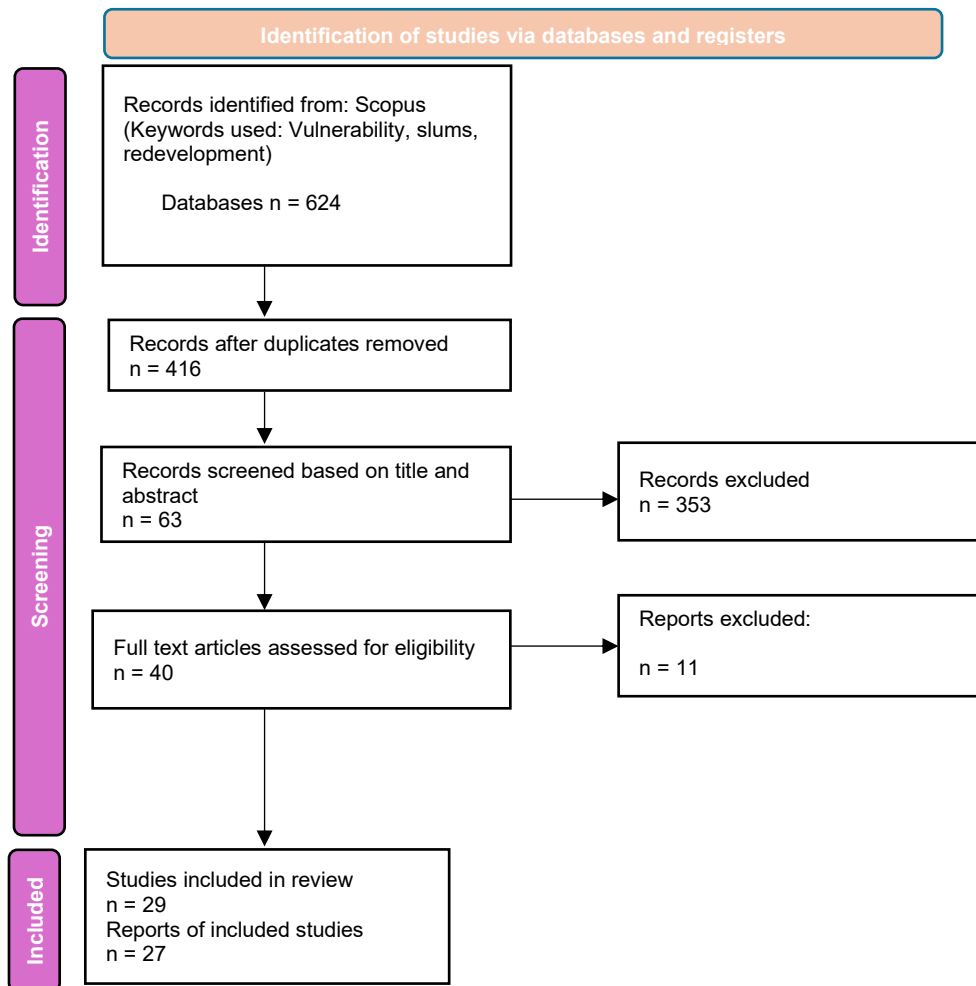 Identification of studies via databases and registers
Identification
Records identified from: Scopus
(Keywords used: Vulnerability, slums,
redevelopment)
Databases n = 624
Screening
Records after duplicates removed
n = 416
Records screened based on title and
abstract
n = 63
Records excluded
n = 353
Full text articles assessed for eligibility
n = 40
Reports excluded:
n = 11
Included
Studies included in review
n = 29
Reports of included studies
n = 27